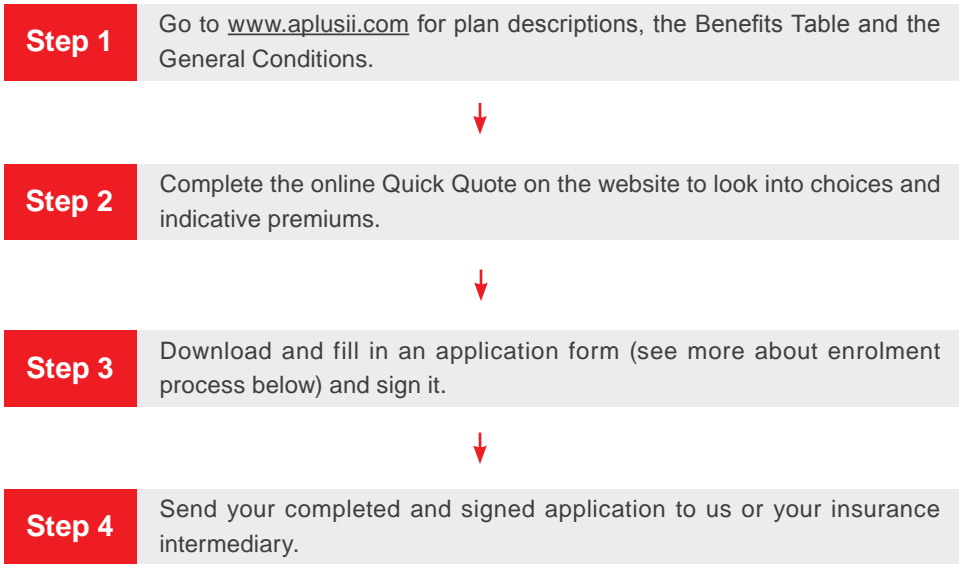 Step 1
Go to www.aplusii.com for plan descriptions, the Benefits Table and the
General Conditions.
Step 2
Complete the online Quick Quote on the website to look into choices and
indicative premiums.
Step 3
Download and fill in an application form (see more about enrolment
process below) and sign it.
Step 4
Send your completed and signed application to us or your insurance
intermediary.